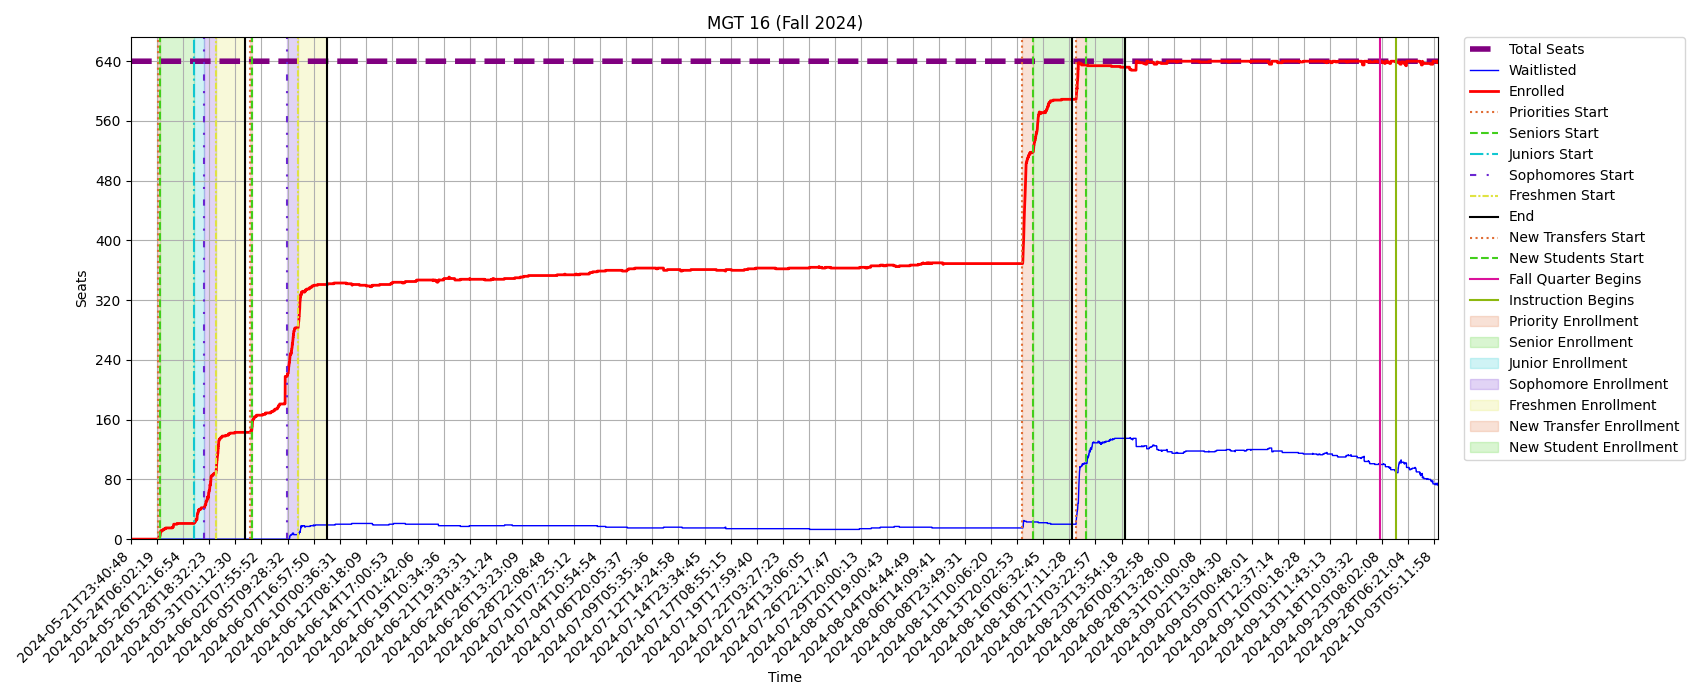 MGT 16 (Fall 2024)
Seats
640
560
480
400
320
240
160
80
0
2024-05-21T23:40:48
2024-05-24T06:02:19
2024-05-26T12:16:54
2024-05-28T18:32:23
2024-05-31T01:12:30
2024-06-02T07:55:52
2024-06-05T09:28:32
2024-06-07T16:57:50
2024-06-10T00:36:31
2024-06-12T08:18:09
2024-06-14T17:00:53
2024-06-17T01:42:06
2024-06-19T10:34:36
2024-06-21T19:33:31
2024-06-24T04:31:24
2024-06-26T13:23:09
2024-06-28T22:08:48
2024-07-01T07:25:12
2024-07-04T10:54:54
2024-07-06T20:05:37
2024-07-09T05:35:36
2024-07-12T14:24:58
2024-07-14T23:34:45
2024-07-17T08:55:15
2024-07-19T17:59:40
2024-07-22T03:27:23
2024-07-24T13:06:05
2024-07-26T22:17:47
2024-07-29T20:00:13
2024-08-01T19:00:43
2024-08-04T04:44:49
2024-08-06T14:09:41
2024-08-08T23:49:31
2024-08-11T10:06:20
2024-08-13T20:02:53
2024-08-16T06:32:45
2024-08-18T17:11:28
2024-08-21T03:22:57
2024-08-23T13:54:18
2024-08-26T00:32:58
2024-08-28T13:28:00
2024-08-31T01:00:08
2024-09-02T13:04:30
2024-09-05T00:48:01
2024-09-07T12:37:14
2024-09-10T00:18:28
2024-09-13T11:43:13
2024-09-18T10:03:32
2024-09-23T08:02:08
2024-09-28T06:21:04
2024-10-03T05:11:58
Time
Total Seats
Waitlisted
Enrolled
Priorities Start
Seniors Start
Juniors Start
Sophomores Start
Freshmen Start
End
New Transfers Start
New Students Start
Fall Quarter Begins
Instruction Begins
Priority Enrollment
Senior Enrollment
Junior Enrollment
Sophomore Enrollment
Freshmen Enrollment
New Transfer Enrollment
New Student Enrollment